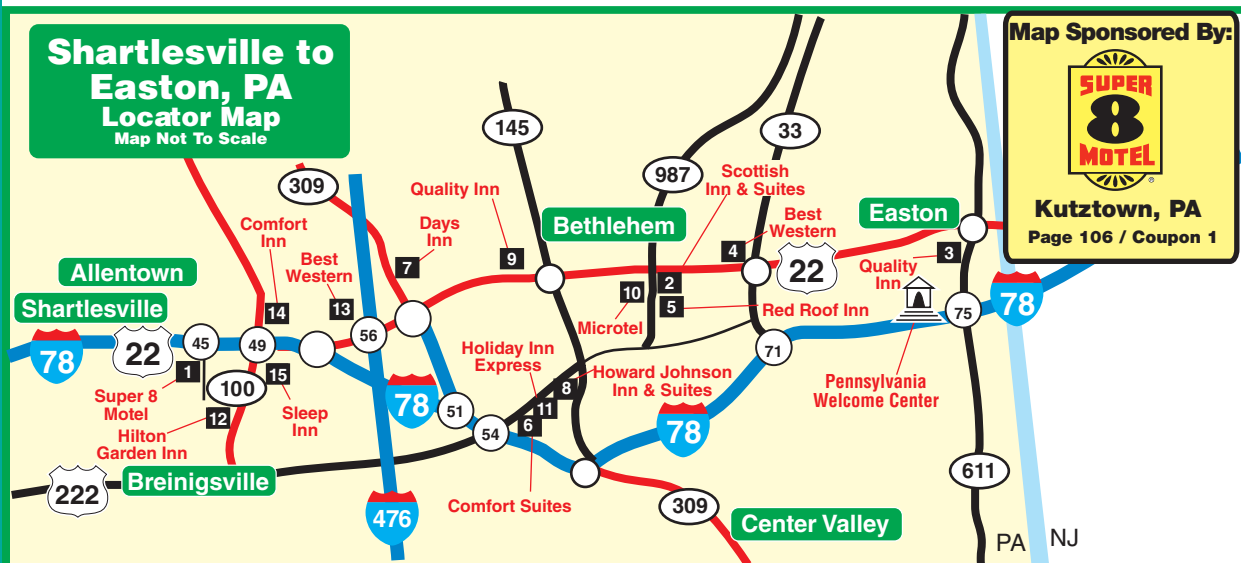 Shartlesville to
Easton, PA
Locator Map
Map Not To Scale
Map Sponsored By:
SUPER
8
MOTEL
®
Kutztown, PA
Page 106 / Coupon 1
145
33
987
309
Scottish
Inn & Suites
Quality Inn
Days
Inn
Comfort
Inn
Best
Western
Bethlehem
Best
Western
Easton
Allentown
Shartlesville
7
9
4
3
22
Quality
Inn
2
10
5
Red Roof Inn
Microtel
14
13
78
75
78
22
45
49
56
71
1
100
15
Super 8
Motel
12
Hilton
Garden Inn
Sleep
Inn
78
51
54
Holiday Inn
Express
8
Howard Johnson
Inn & Suites
11
6
78
Pennsylvania
Welcome Center
Breinigsville
222
476
Comfort Suites
309
Center Valley
611
PA
NJ